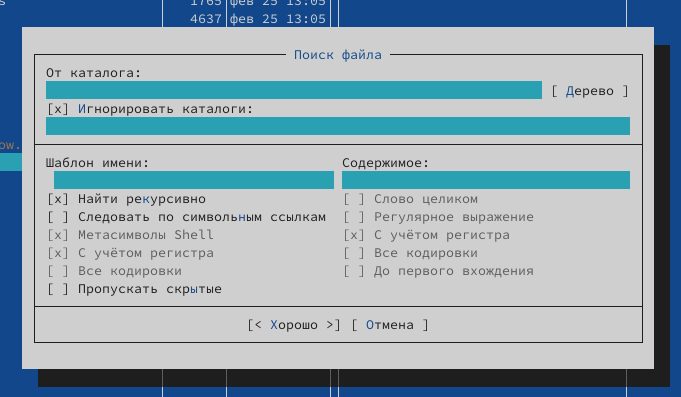 1765 фев 25 13:05
4637 фев 25 13:05
Поиск файла
От каталога:
[ Дерево ]
[x] Игнорировать каталоги:
ow.
Шаблон имени: Содержимое:
[x] Найти рекурсивно [ ] Слово целиком
[ ] Следовать по символьным ссылкам [ ] Регулярное выражение
[x] Метасимволы Shell [x] С учётом регистра
[x] С учётом регистра [ ] Все кодировки
[ ] Все кодировки [ ] До первого вхождения
[ ] Пропускать скрытые
[< Хорошо >] [ Отмена ]